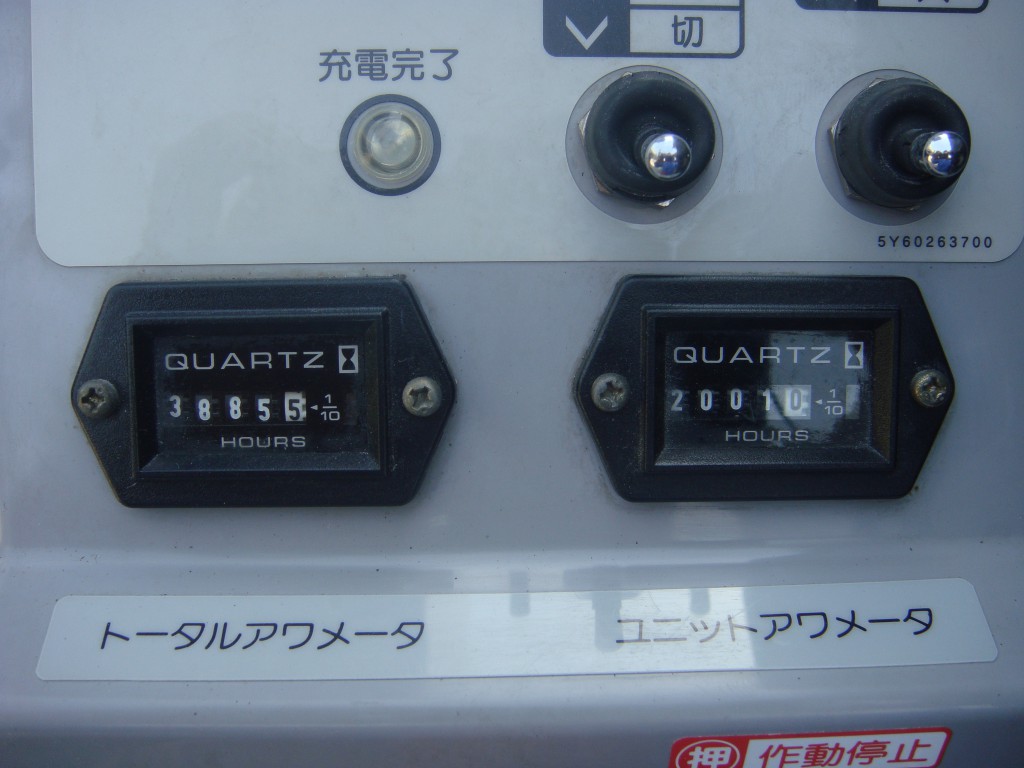 切
充電完了
5Y60263700
QUARTZ
38855 1/10
HOURS
QUARTZ
20010 1/10
HOURS
トータルアワメータ
ユニットアワメータ
押 作動停止